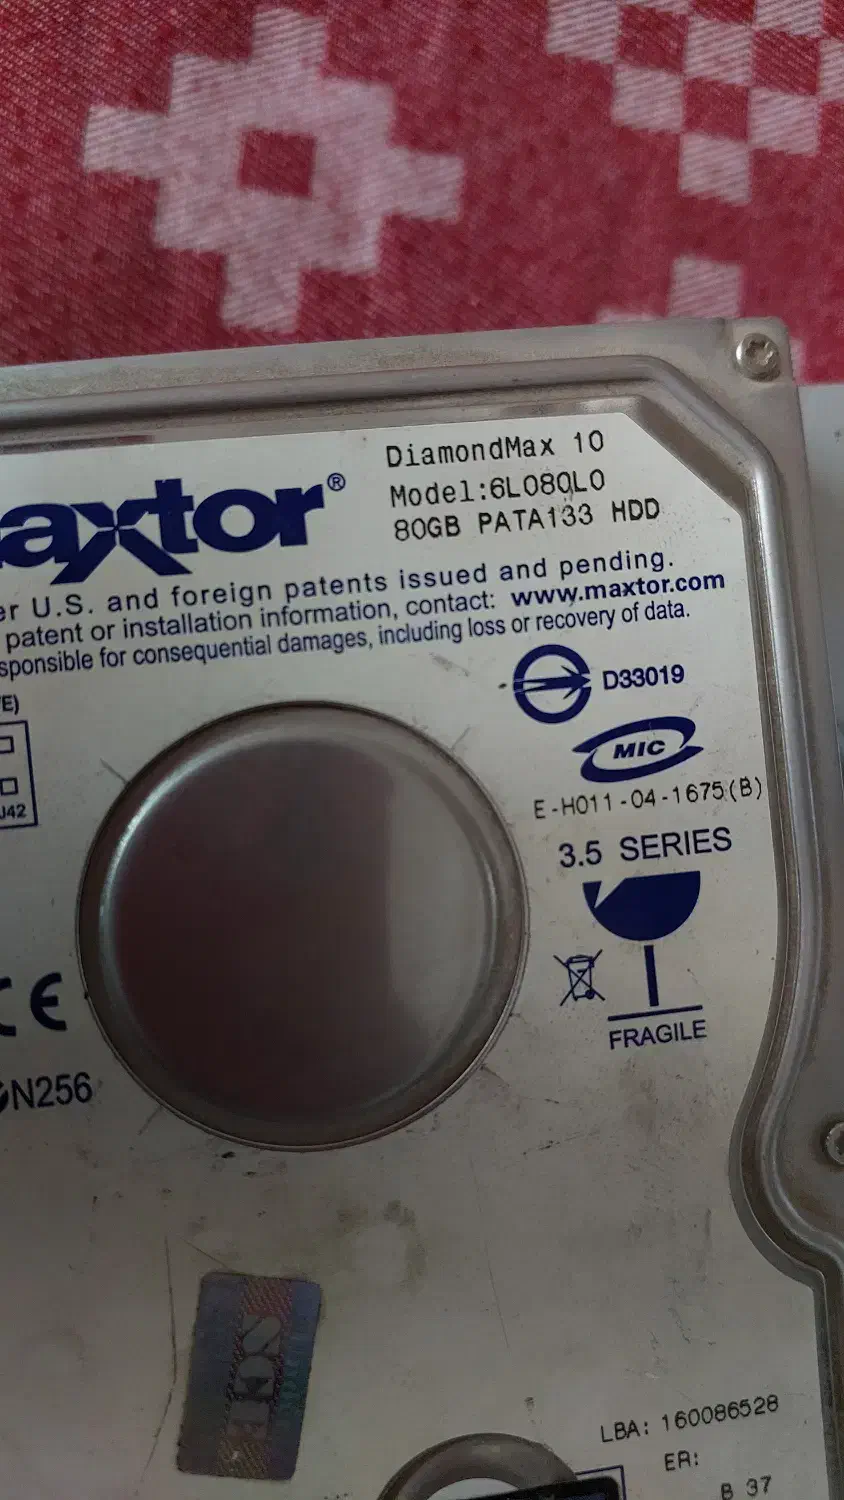 DiamondMax 10
Model:6L080L0
80GB PATA133 HDD
axtor®
U.S. and foreign patents issued and pending.
patent or installation information, contact: www.maxtor.com
for consequential damages, including loss or recovery of data.
D33019
MIC
E-H011-04-1675(B)
J42
3.5 SERIES
CE
N256
FRAGILE
LBA: 160086528
ER:
B 37